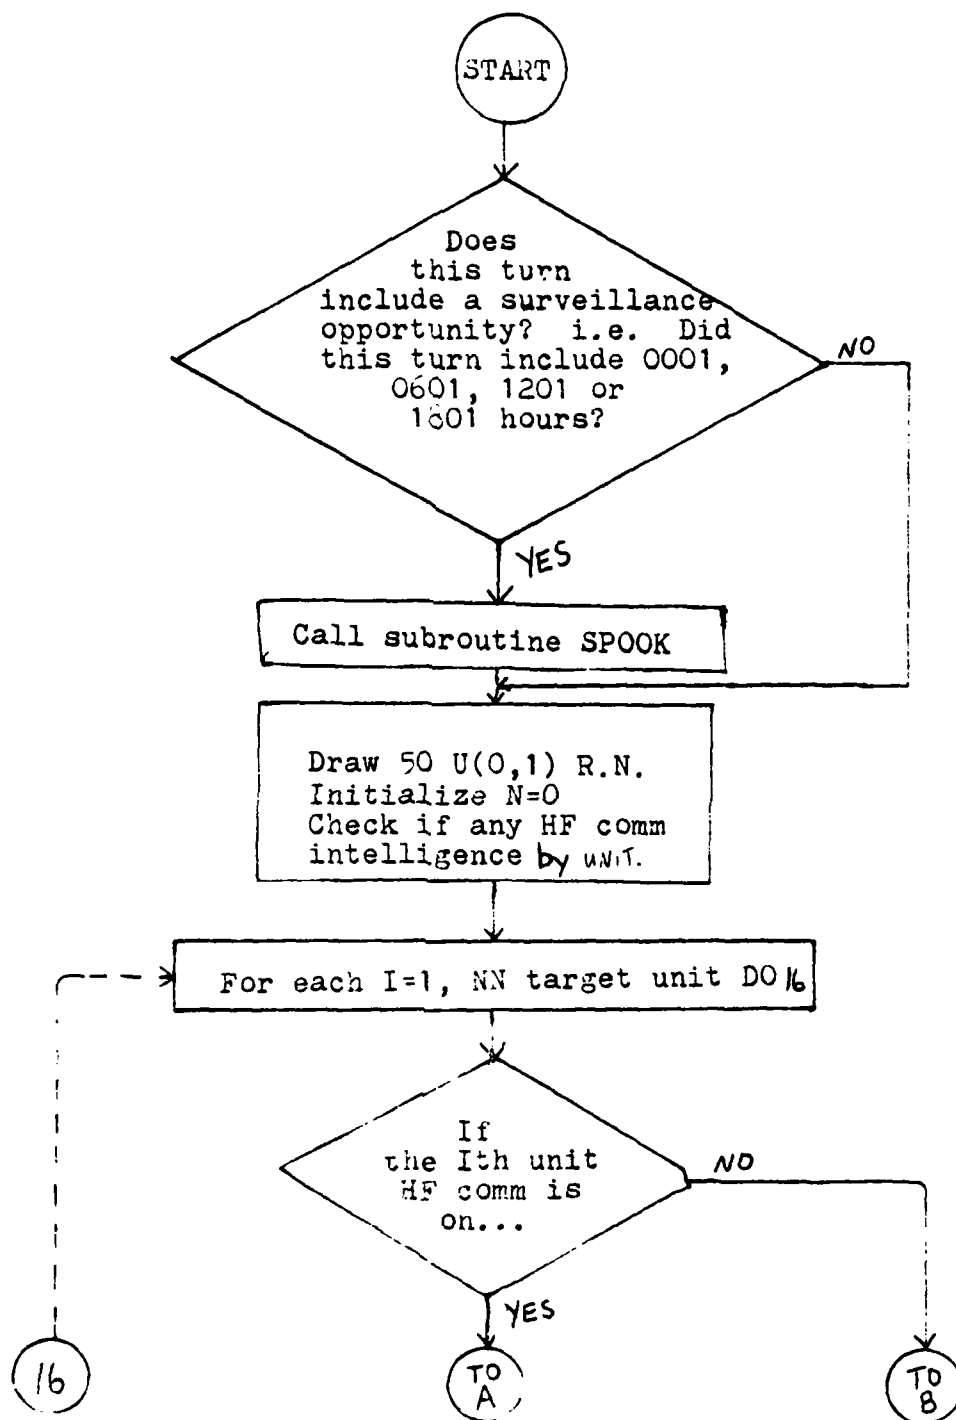 START
Does
this turn
include a surveillance
opportunity? i.e. Did
this turn include 0001,
0601, 1201 or
1801 hours?
NO
YES
Call subroutine SPOOK
Draw 50 U(0,1) R.N.
Initialize N=0
Check if any HF comm
intelligence by UNIT.
For each I=1, NN target unit DO 16
If
the Ith unit
HF comm is
on...
NO
YES
16
TO
A
TO
B